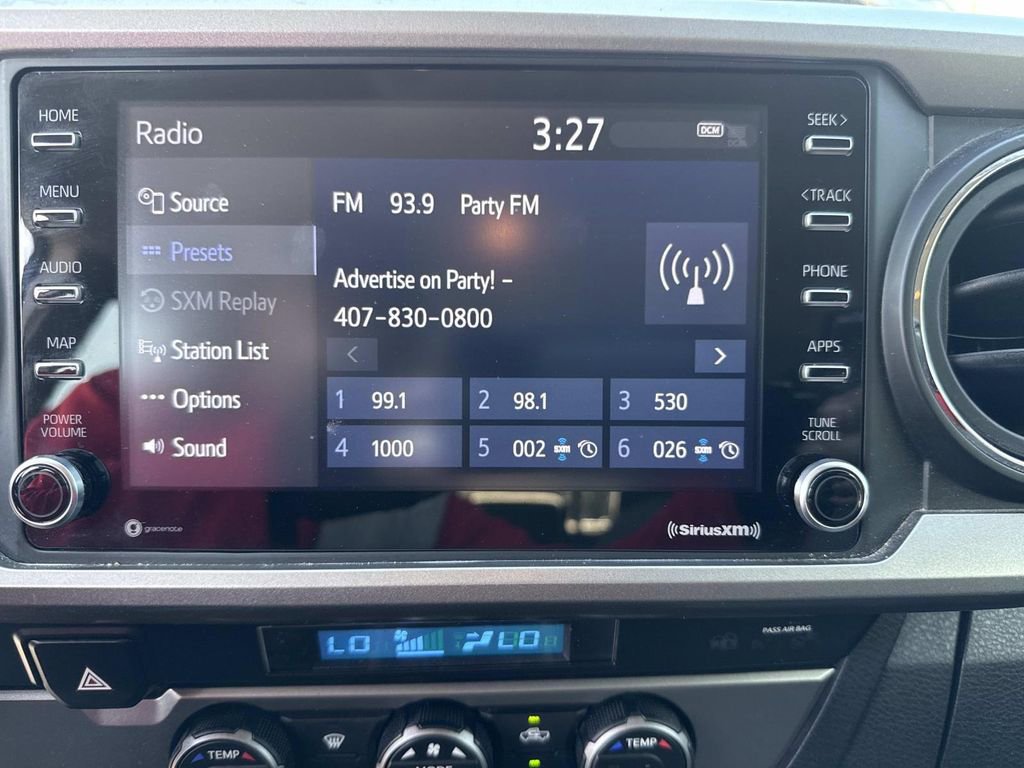 HOME
MENU
AUDIO
MAP
POWER
VOLUME
Radio
3:27
DCM
Source
Presets
SXM Replay
Station List
Options
Sound
FM 93.9 Party FM
Advertise on Party! -
407-830-0800
<
>
1 99.1
2 98.1
3 530
4 1000
5 002 sxm
6 026 sxm
SEEK >
< TRACK
PHONE
APPS
TUNE
SCROLL
gracenote
((SiriusXM))
LO
LO
PASS AIR BAG
TEMP
MODE
TEMP